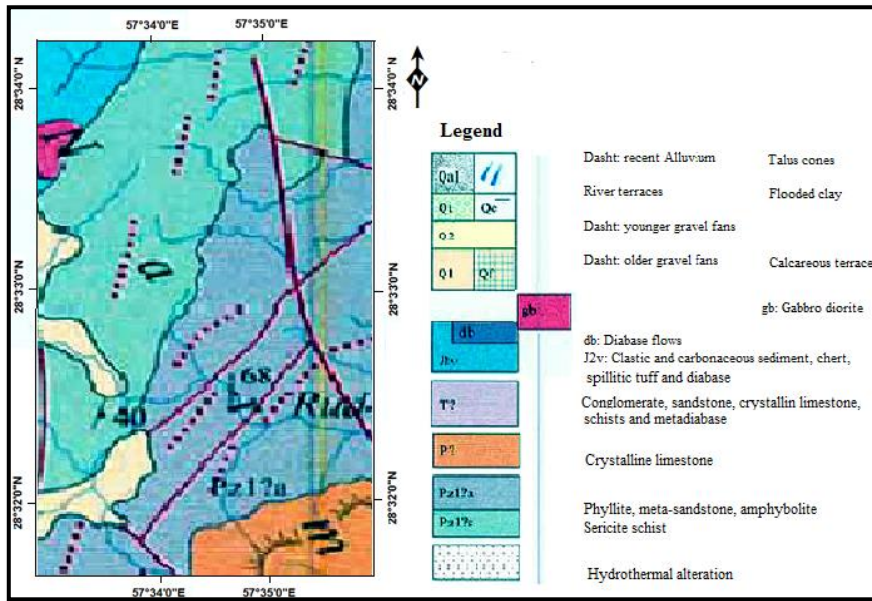 57°34'0"E 57°35'0"E
28°34'0"N
28°34'0"N
28°33'0"N
28°33'0"N
28°32'0"N
28°32'0"N
57°34'0"E 57°35'0"E
40
68
Pz1?a
N
Legend
Qal
Dasht: recent Alluvium Talus cones
Qt Qc
River terraces Flooded clay
Q2
Dasht: younger gravel fans
Q1 Qf
Dasht: older gravel fans Calcareous terrace
gb
gb: Gabbro diorite
db
db: Diabase flows
J2v
J2v: Clastic and carbonaceous sediment, chert,
spillitic tuff and diabase
T?
Conglomerate, sandstone, crystallin limestone,
schists and metadiabase
P?
Crystalline limestone
Pz1?a
Phyllite, meta-sandstone, amphybolite
Pz1?c
Sericite schist
Hydrothermal alteration